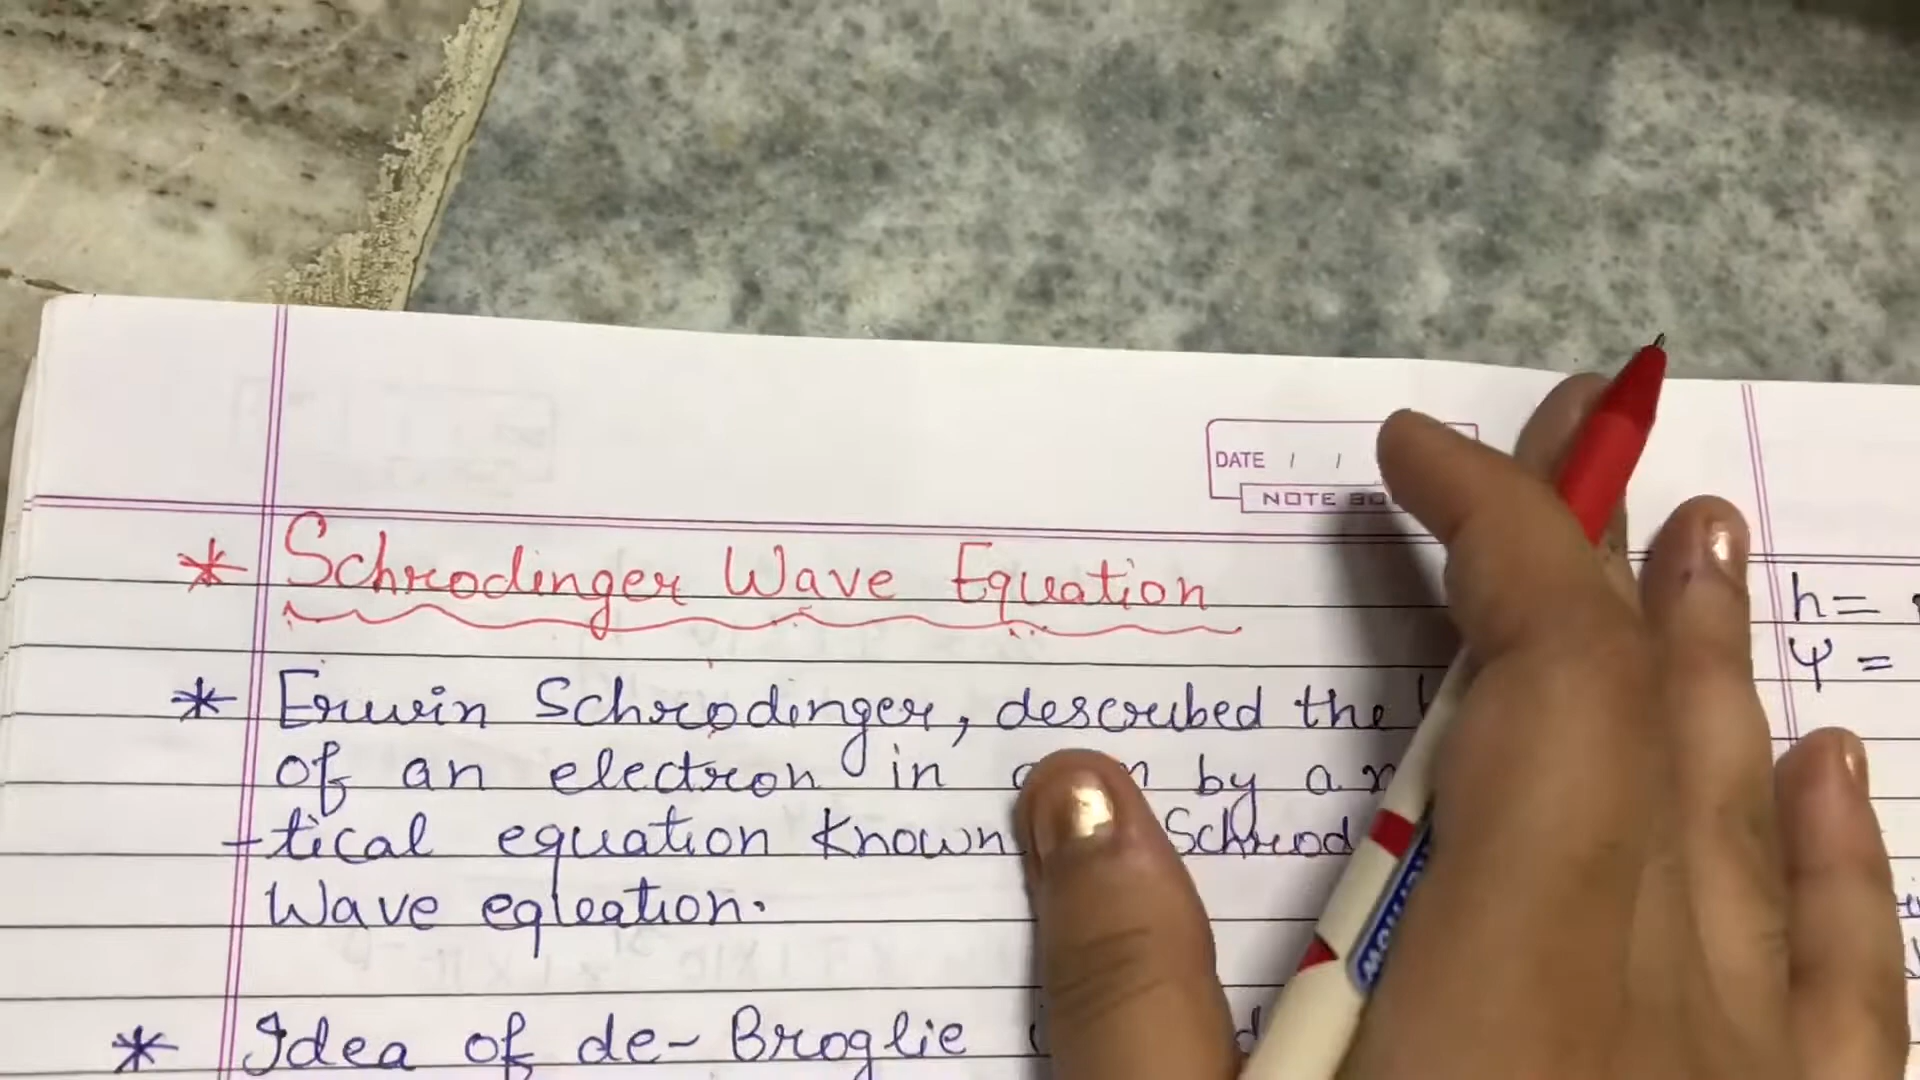 DATE / /
NOTE
* Schrodinger Wave Equation
* Erwin Schrodinger, described the
of an electron in by a
-tical equation Known Schrod
Wave eqleation.
* Idea of de-Broglie
h =
Ψ =